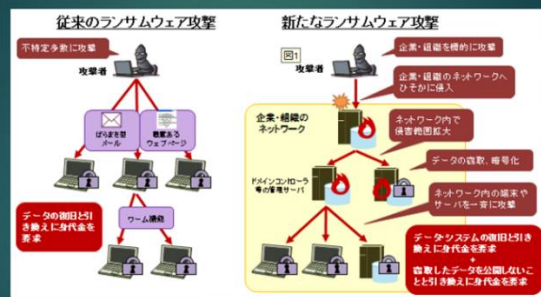 従来のランサムウェア攻撃
不特定多数に攻撃
攻撃者
ばらまき型
メール
悪意ある
ウェブページ
ワーム機能
データの復旧と引
き換えに身代金を
要求
新たなランサムウェア攻撃
図1
攻撃者
企業・組織を標的に攻撃
企業・組織のネットワークへ
ひそかに侵入
企業・組織の
ネットワーク
ネットワーク内で
侵害範囲拡大
データの窃取、暗号化
ドメインコントローラ
等の管理サーバ
ネットワーク内の端末や
サーバを一斉に攻撃
データ・システムの復旧と引き
換えに身代金を要求
+
窃取したデータを公開しないこ
とと引き換えに身代金を要求